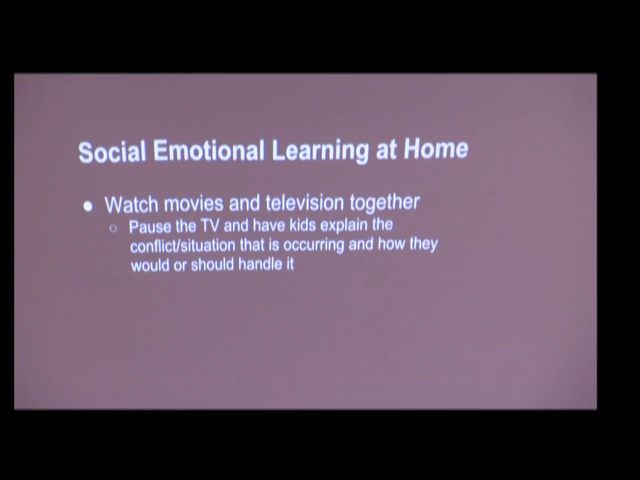 Social Emotional Learning at Home
● Watch movies and television together
○ Pause the TV and have kids explain the
conflict/situation that is occurring and how they
would or should handle it